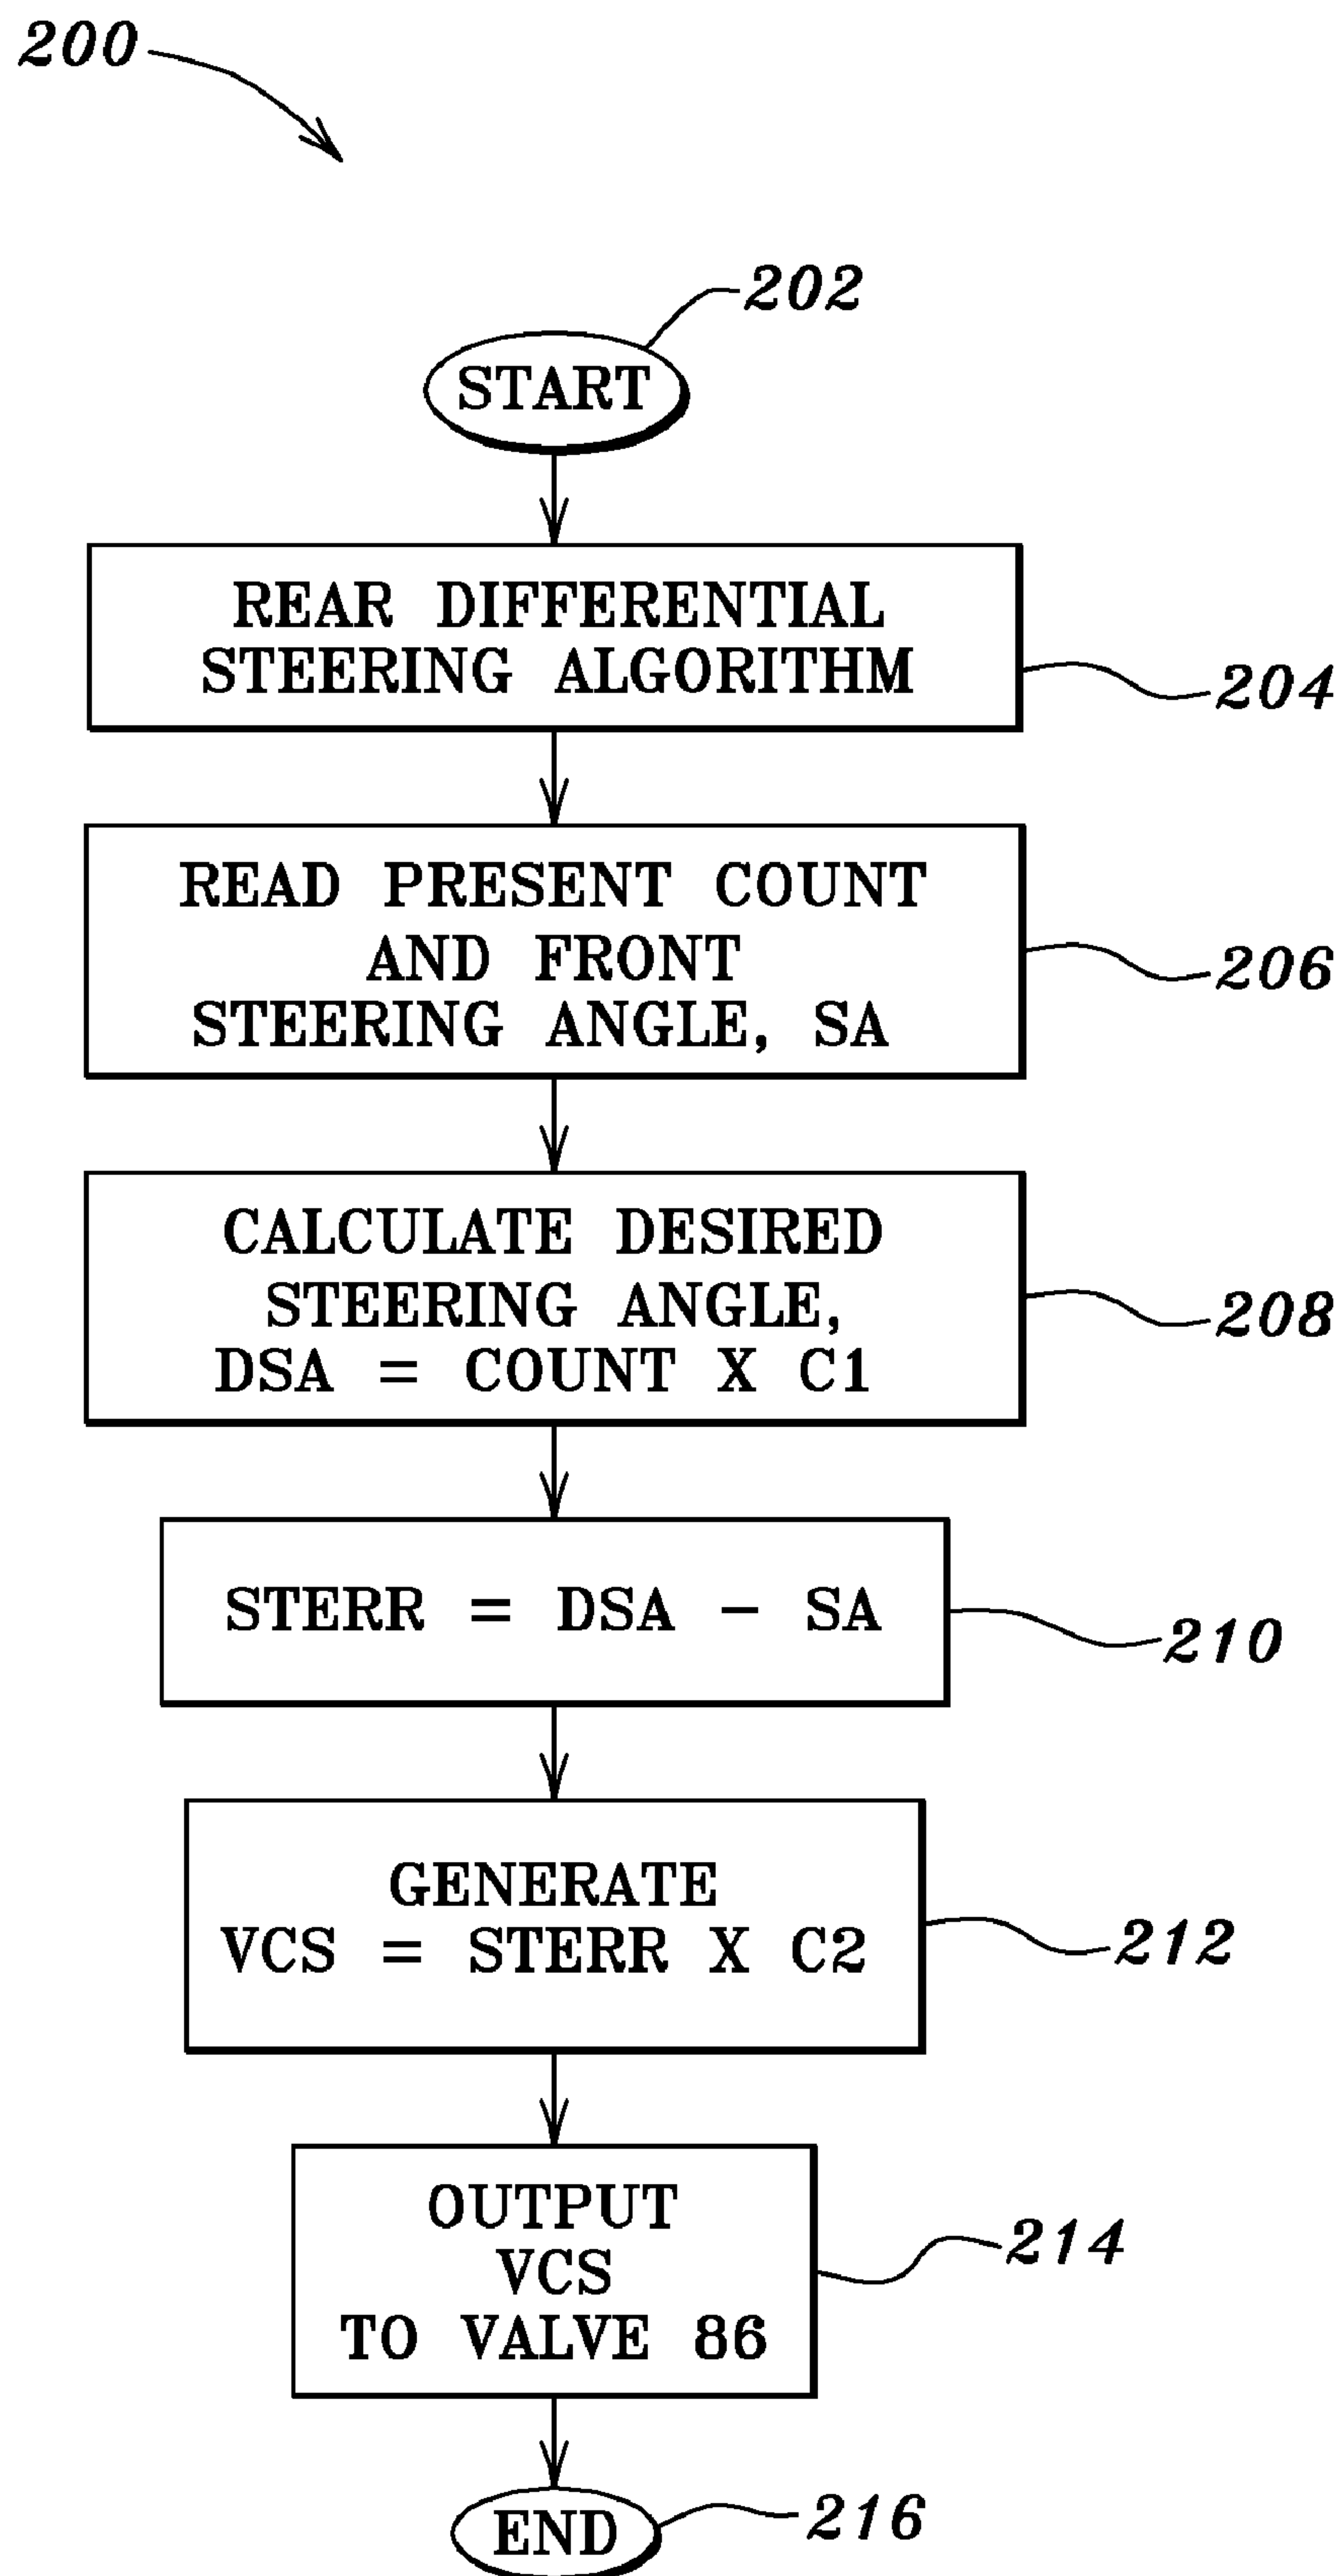 200
202
START
REAR DIFFERENTIAL
STEERING ALGORITHM
204
READ PRESENT COUNT
AND FRONT
STEERING ANGLE, SA
206
CALCULATE DESIRED
STEERING ANGLE,
DSA = COUNT X C1
208
STERR = DSA - SA
210
GENERATE
VCS = STERR X C2
212
OUTPUT
VCS
TO VALVE 86
214
END
216